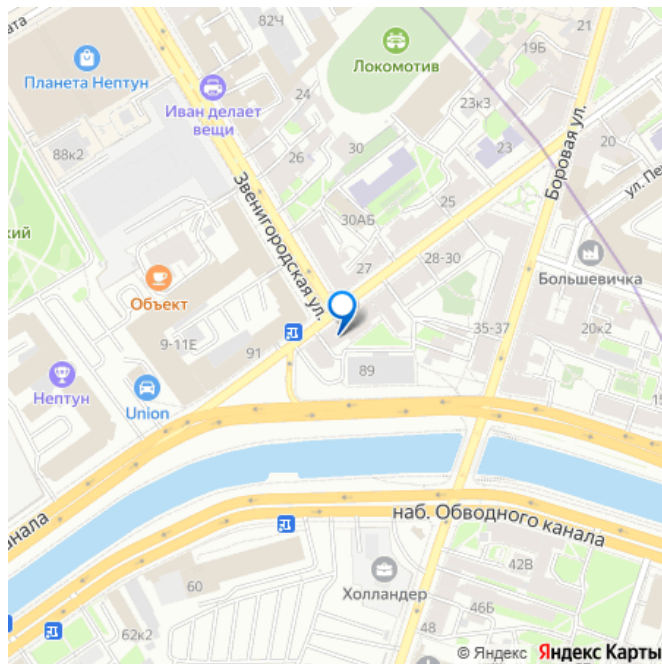 ата
82Ч
21
Планета Нептун
Локомотив
19Б
Иван делает
вещи
24
23к3
Боровая ул.
88к2
26
30
23
20
ул. Пе
Звенигородская ул.
30АБ
25
кий
28-30
27
Большевичка
Объект
9-11Е
91
35-37
20к2
89
15
Нептун
Union
анала
наб. Обводного канала
42В
60
Холландер
46Б
62к2
48
© Яндекс Яндекс Карты